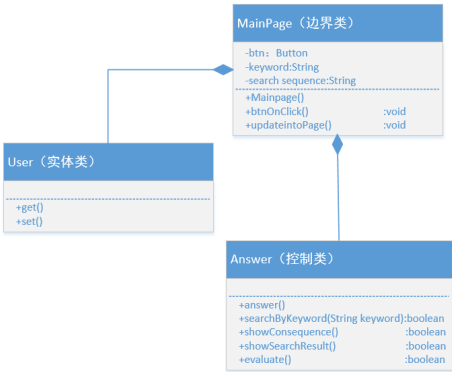 MainPage（边界类）
-btn：Button
-keyword:String
-search sequence:String
+Mainpage()
+btnOnClick() :void
+updateintoPage() :void
User（实体类）
+get()
+set()
Answer（控制类）
+answer()
+searchByKeyword(String keyword):boolean
+showConsequence() :boolean
+showSearchResult() :boolean
+evaluate() :boolean